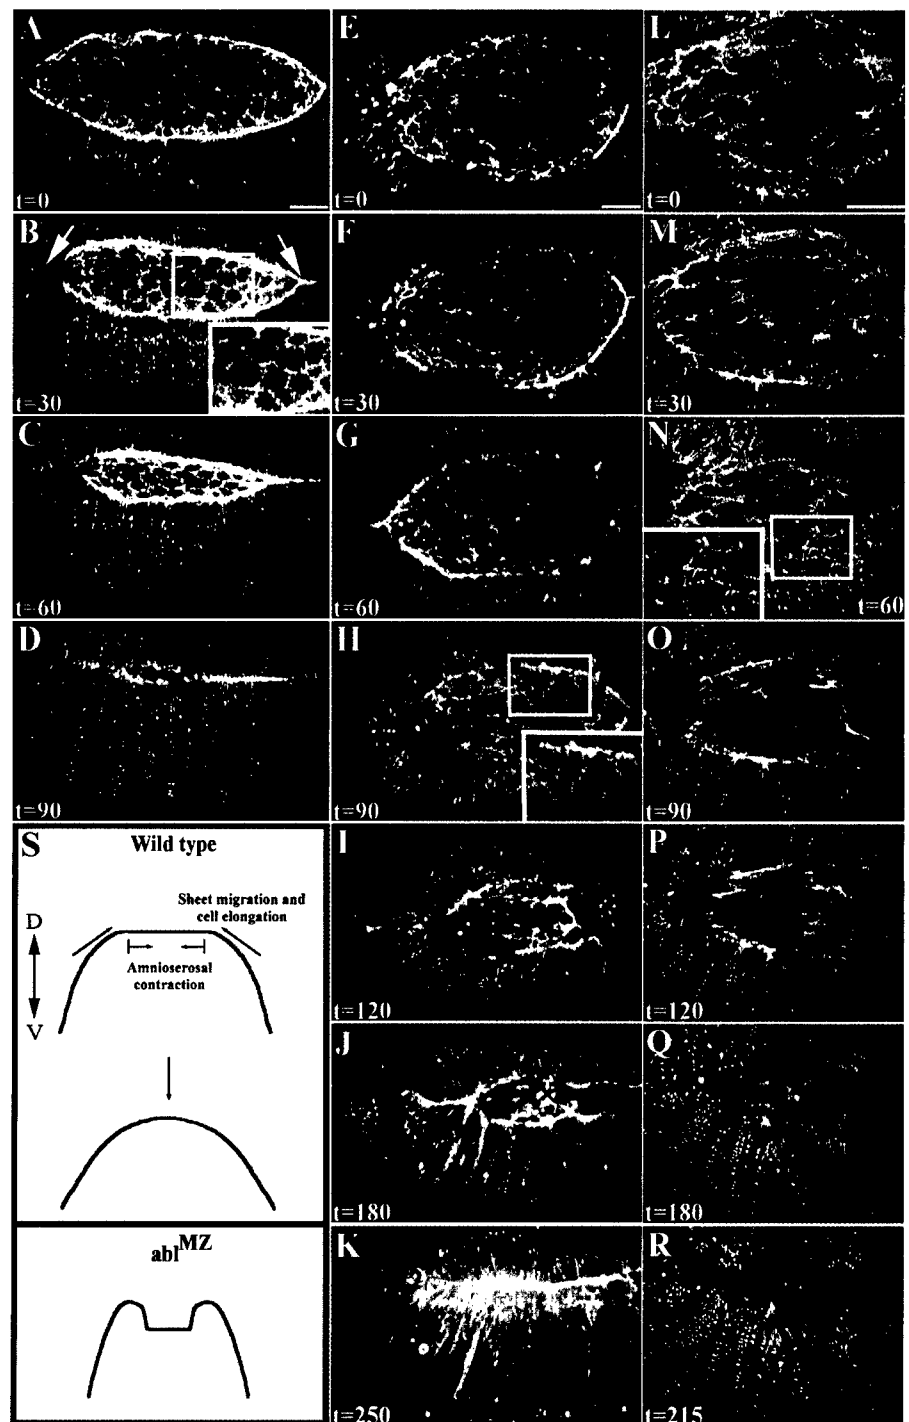 A
t=0
E
t=0
L
t=0
B
t=30
F
t=30
M
t=30
C
t=60
G
t=60
N
t=60
D
t=90
H
t=90
O
t=90
S
Wild type
Sheet migration and
cell elongation
D
Amnioserosal
contraction
V
abl^MZ
I
t=120
P
t=120
J
t=180
Q
t=180
K
t=250
R
t=215